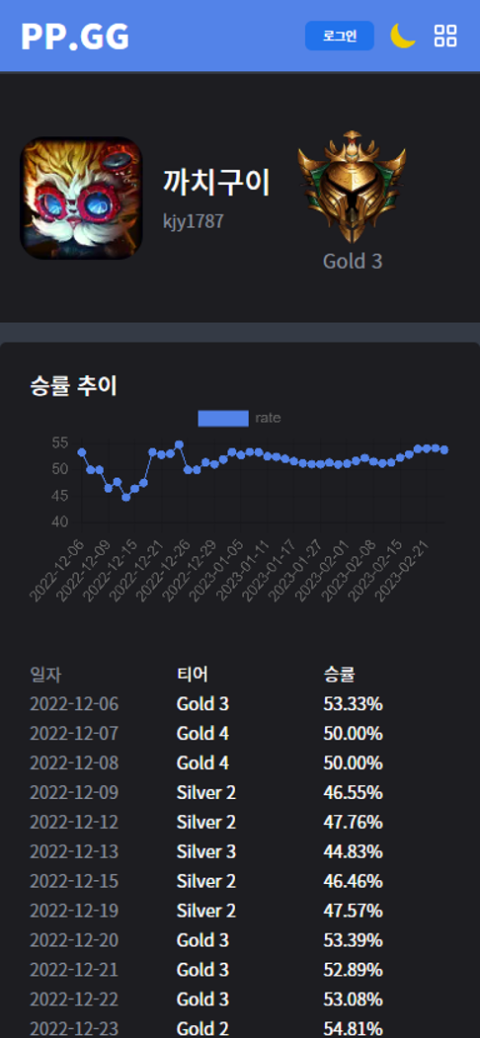 PP.GG
로그인
까치구이
kjy1787
Gold 3
승률 추이
rate
55
50
45
40
2022-12-06
2022-12-09
2022-12-15
2022-12-21
2022-12-26
2022-12-29
2023-01-05
2023-01-11
2023-01-17
2023-01-27
2023-02-01
2023-02-08
2023-02-15
2023-02-21
일자 티어 승률
2022-12-06 Gold 3 53.33%
2022-12-07 Gold 4 50.00%
2022-12-08 Gold 4 50.00%
2022-12-09 Silver 2 46.55%
2022-12-12 Silver 2 47.76%
2022-12-13 Silver 3 44.83%
2022-12-15 Silver 2 46.46%
2022-12-19 Silver 2 47.57%
2022-12-20 Gold 3 53.39%
2022-12-21 Gold 3 52.89%
2022-12-22 Gold 3 53.08%
2022-12-23 Gold 2 54.81%